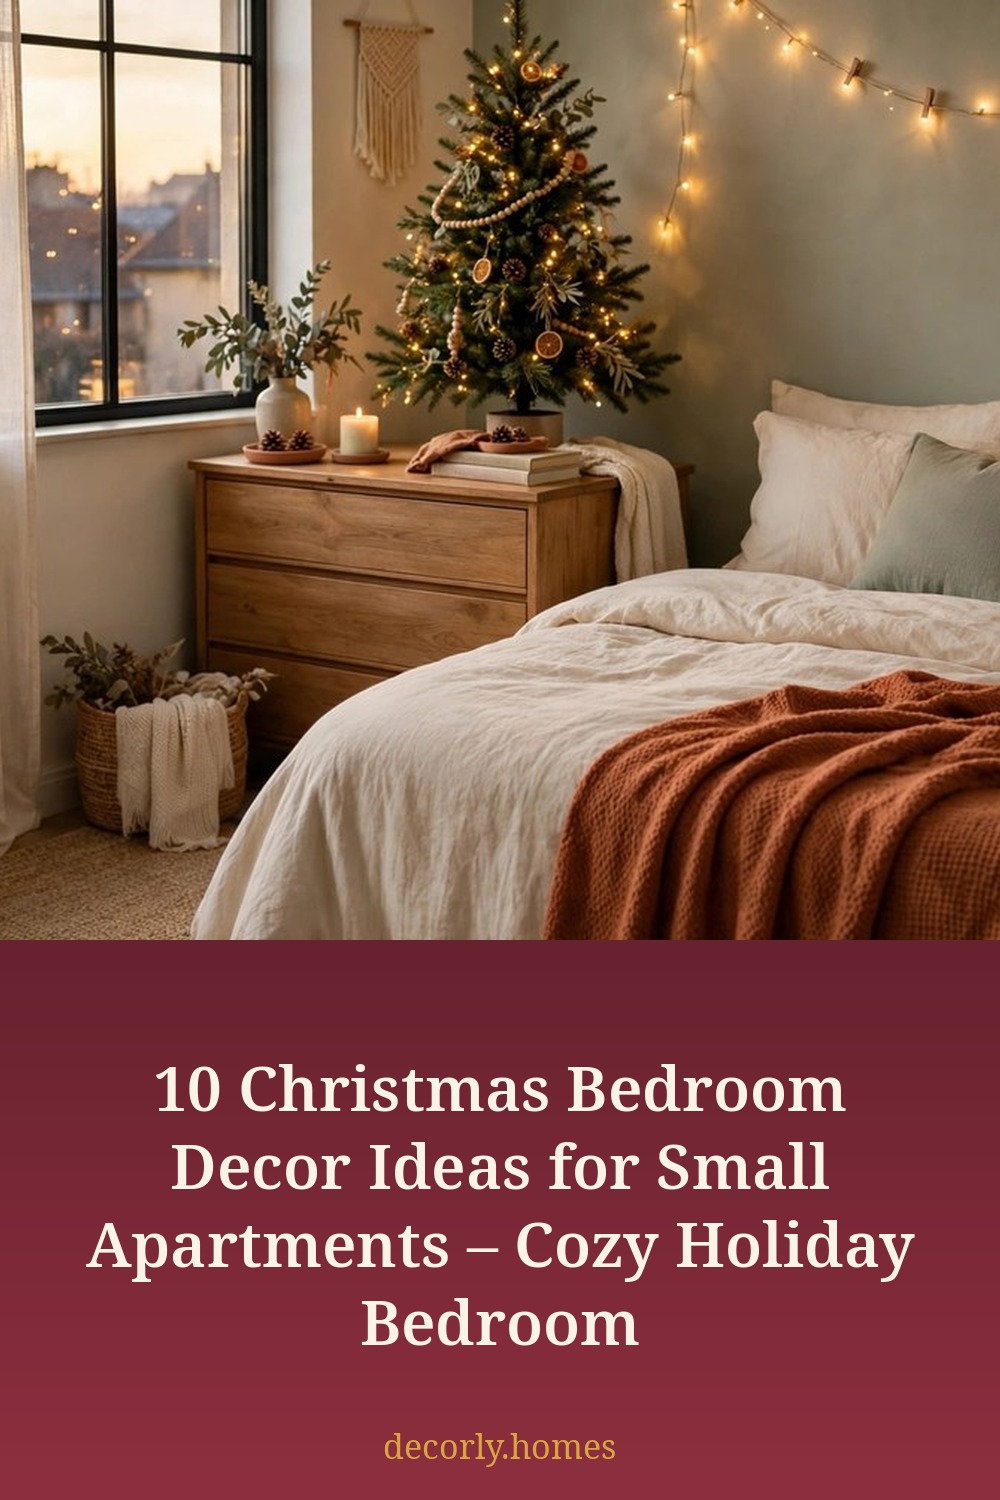 10 Christmas Bedroom
Decor Ideas for Small
Apartments – Cozy Holiday
Bedroom
decorly.homes